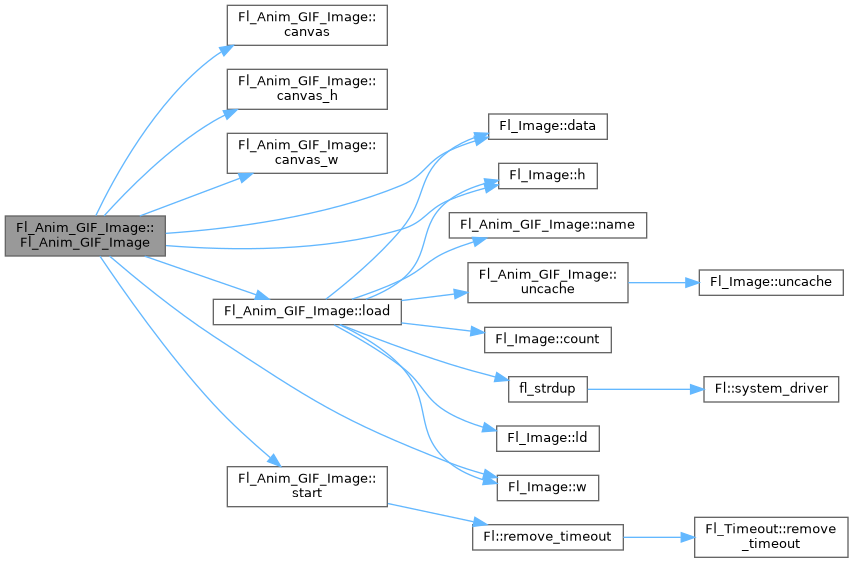 Fl_Anim_GIF_Image::
canvas
Fl_Anim_GIF_Image::
canvas_h
Fl_Image::data
Fl_Anim_GIF_Image::
canvas_w
Fl_Image::h
Fl_Anim_GIF_Image::
Fl_Anim_GIF_Image
Fl_Anim_GIF_Image::name
Fl_Anim_GIF_Image::
uncache
Fl_Image::uncache
Fl_Anim_GIF_Image::load
Fl_Image::count
fl_strdup
Fl::system_driver
Fl_Image::ld
Fl_Anim_GIF_Image::
start
Fl_Image::w
Fl::remove_timeout
Fl_Timeout::remove
_timeout